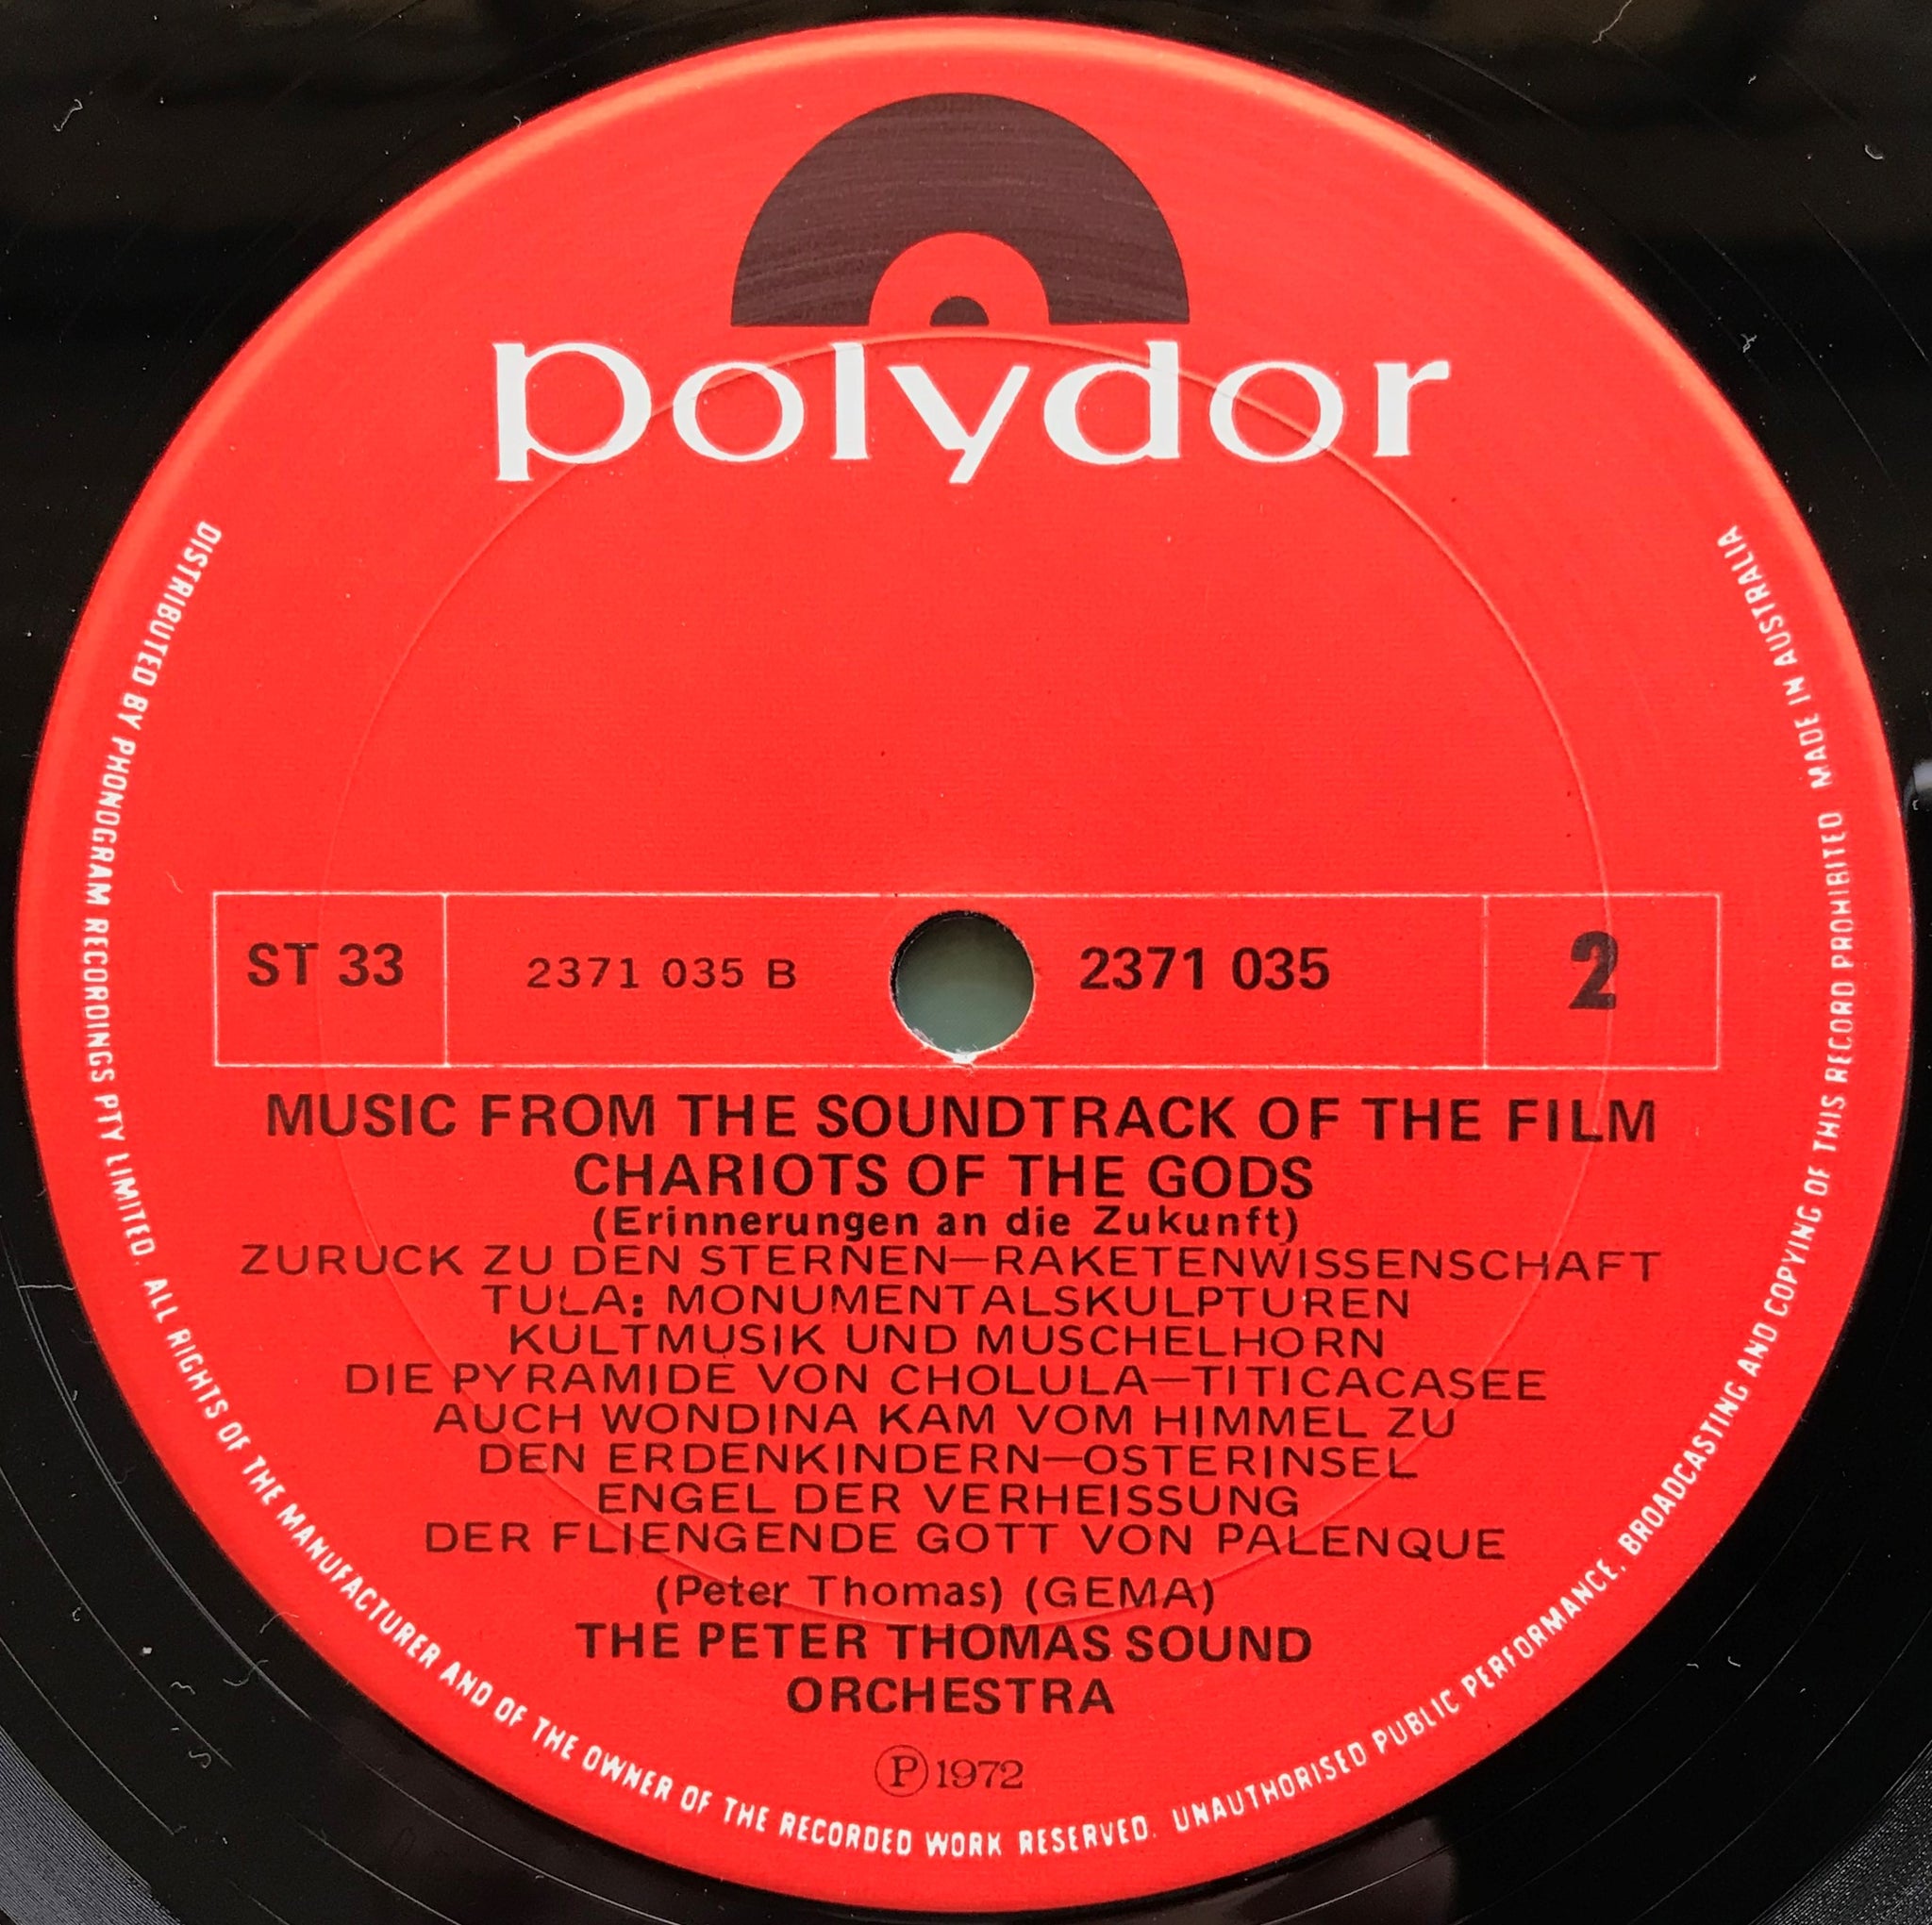 polydor
ST 33
2371 035 B
2371 035
2
MUSIC FROM THE SOUNDTRACK OF THE FILM
CHARIOTS OF THE GODS
(Erinnerungen an die Zukunft)
ZURUCK ZU DEN STERNEN—RAKETENWISSENSCHAFT
TULA: MONUMENTALSKULPTUREN
KULTMUSIK UND MUSCHELHORN
DIE PYRAMIDE VON CHOLULA—TITICACASEE
AUCH WONDINA KAM VOM HIMMEL ZU
DEN ERDENKINDERN—OSTERINSEL
ENGEL DER VERHEISSUNG
DER FLIENGENDE GOTT VON PALENQUE
(Peter Thomas) (GEMA)
THE PETER THOMAS SOUND
ORCHESTRA
Ⓟ 1972
DISTRIBUTED BY PHONOGRAM RECORDINGS PTY LIMITED. ALL RIGHTS OF THE MANUFACTURER AND OF THE OWNER OF THE RECORDED WORK RESERVED. UNAUTHORISED PUBLIC PERFORMANCE, BROADCASTING AND COPYING OF THIS RECORD PROHIBITED MADE IN AUSTRALIA